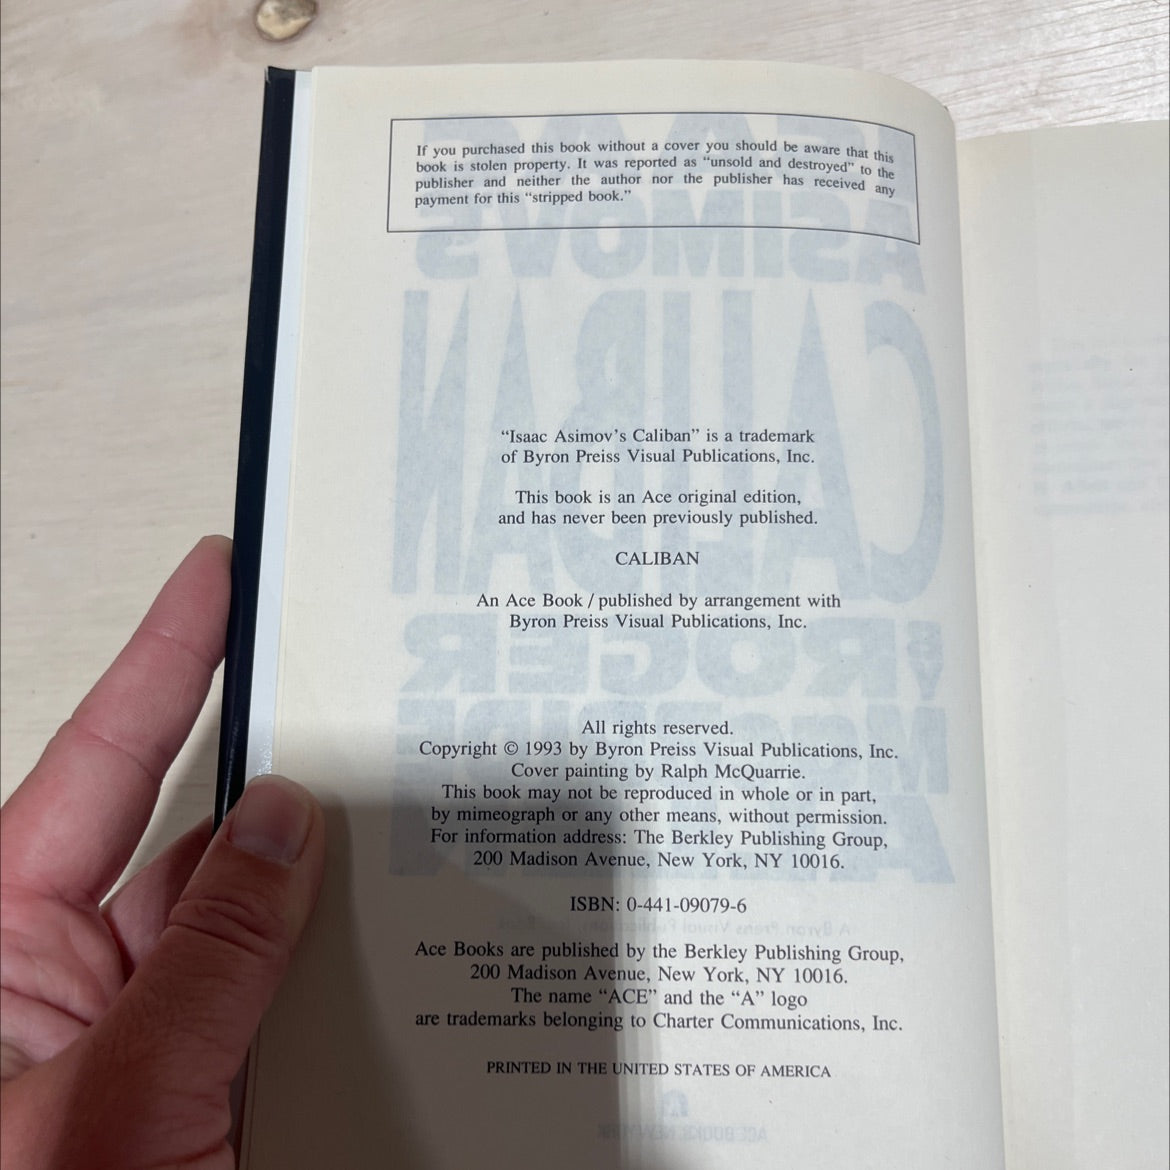 If you purchased this book without a cover you should be aware that this
book is stolen property. It was reported as “unsold and destroyed” to the
publisher and neither the author nor the publisher has received any
payment for this “stripped book.”
“Isaac Asimov’s Caliban” is a trademark
of Byron Preiss Visual Publications, Inc.
This book is an Ace original edition,
and has never been previously published.
CALIBAN
An Ace Book / published by arrangement with
Byron Preiss Visual Publications, Inc.
All rights reserved.
Copyright © 1993 by Byron Preiss Visual Publications, Inc.
Cover painting by Ralph McQuarrie.
This book may not be reproduced in whole or in part,
by mimeograph or any other means, without permission.
For information address: The Berkley Publishing Group,
200 Madison Avenue, New York, NY 10016.
ISBN: 0-441-09079-6
Ace Books are published by the Berkley Publishing Group,
200 Madison Avenue, New York, NY 10016.
The name “ACE” and the “A” logo
are trademarks belonging to Charter Communications, Inc.
PRINTED IN THE UNITED STATES OF AMERICA